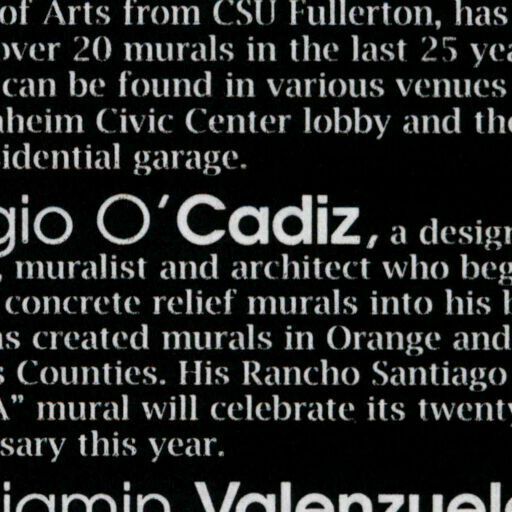 of Arts from CSU Fullerton, has
over 20 murals in the last 25 yea
can be found in various venues
aheim Civic Center lobby and the
idential garage.
gio O'Cadiz, a design
, muralist and architect who beg
concrete relief murals into his b
as created murals in Orange and
s Counties. His Rancho Santiago
A" mural will celebrate its twenty
sary this year.
jamin Valenzuel